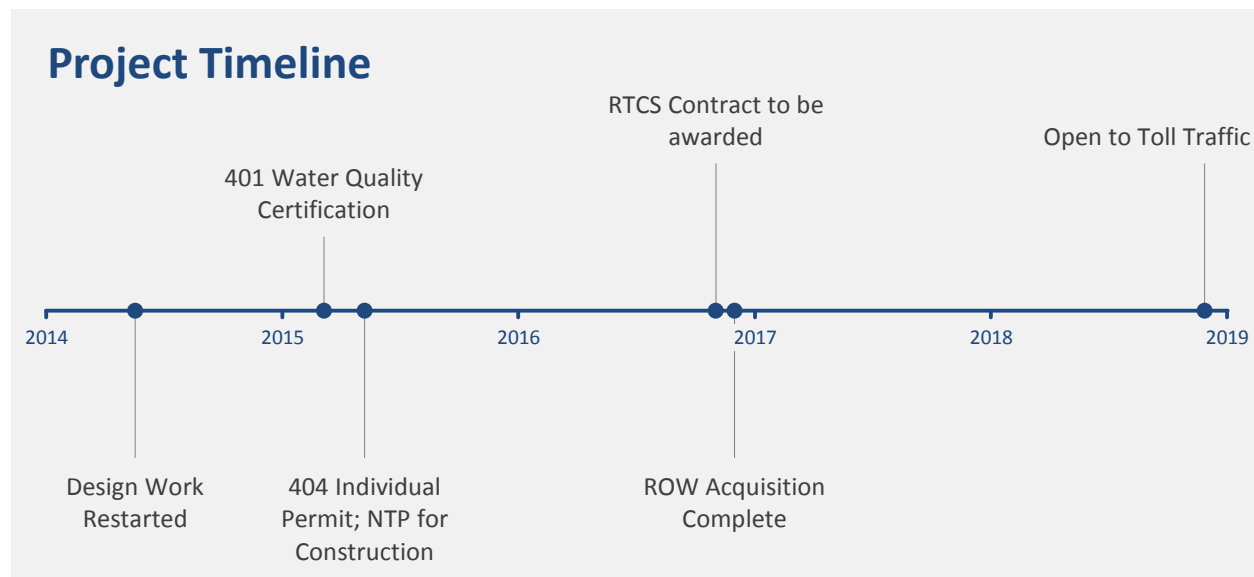 Project Timeline
RTCS Contract to be
awarded
Open to Toll Traffic
401 Water Quality
Certification
2014
2015
2016
2017
2018
2019
Design Work
Restarted
404 Individual
Permit; NTP for
Construction
ROW Acquisition
Complete